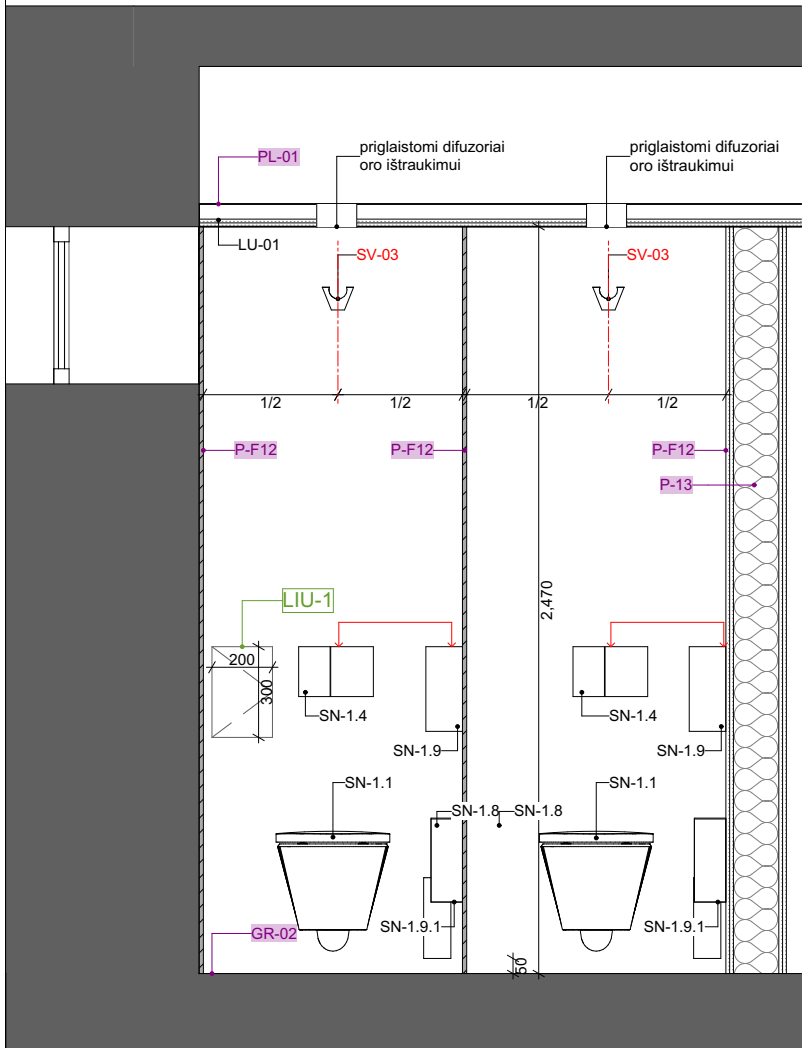 priglaistomi difuzoriai
oro ištraukimui
priglaistomi difuzoriai
oro ištraukimui
PL-01
LU-01
SV-03
SV-03
1/2
1/2
1/2
1/2
P-F12
P-F12
P-F12
P-13
2,470
LIU-1
200
300
SN-1.4
SN-1.4
SN-1.9
SN-1.9
SN-1.1
SN-1.1
SN-1.8
SN-1.8
SN-1.9.1
SN-1.9.1
GR-02
50